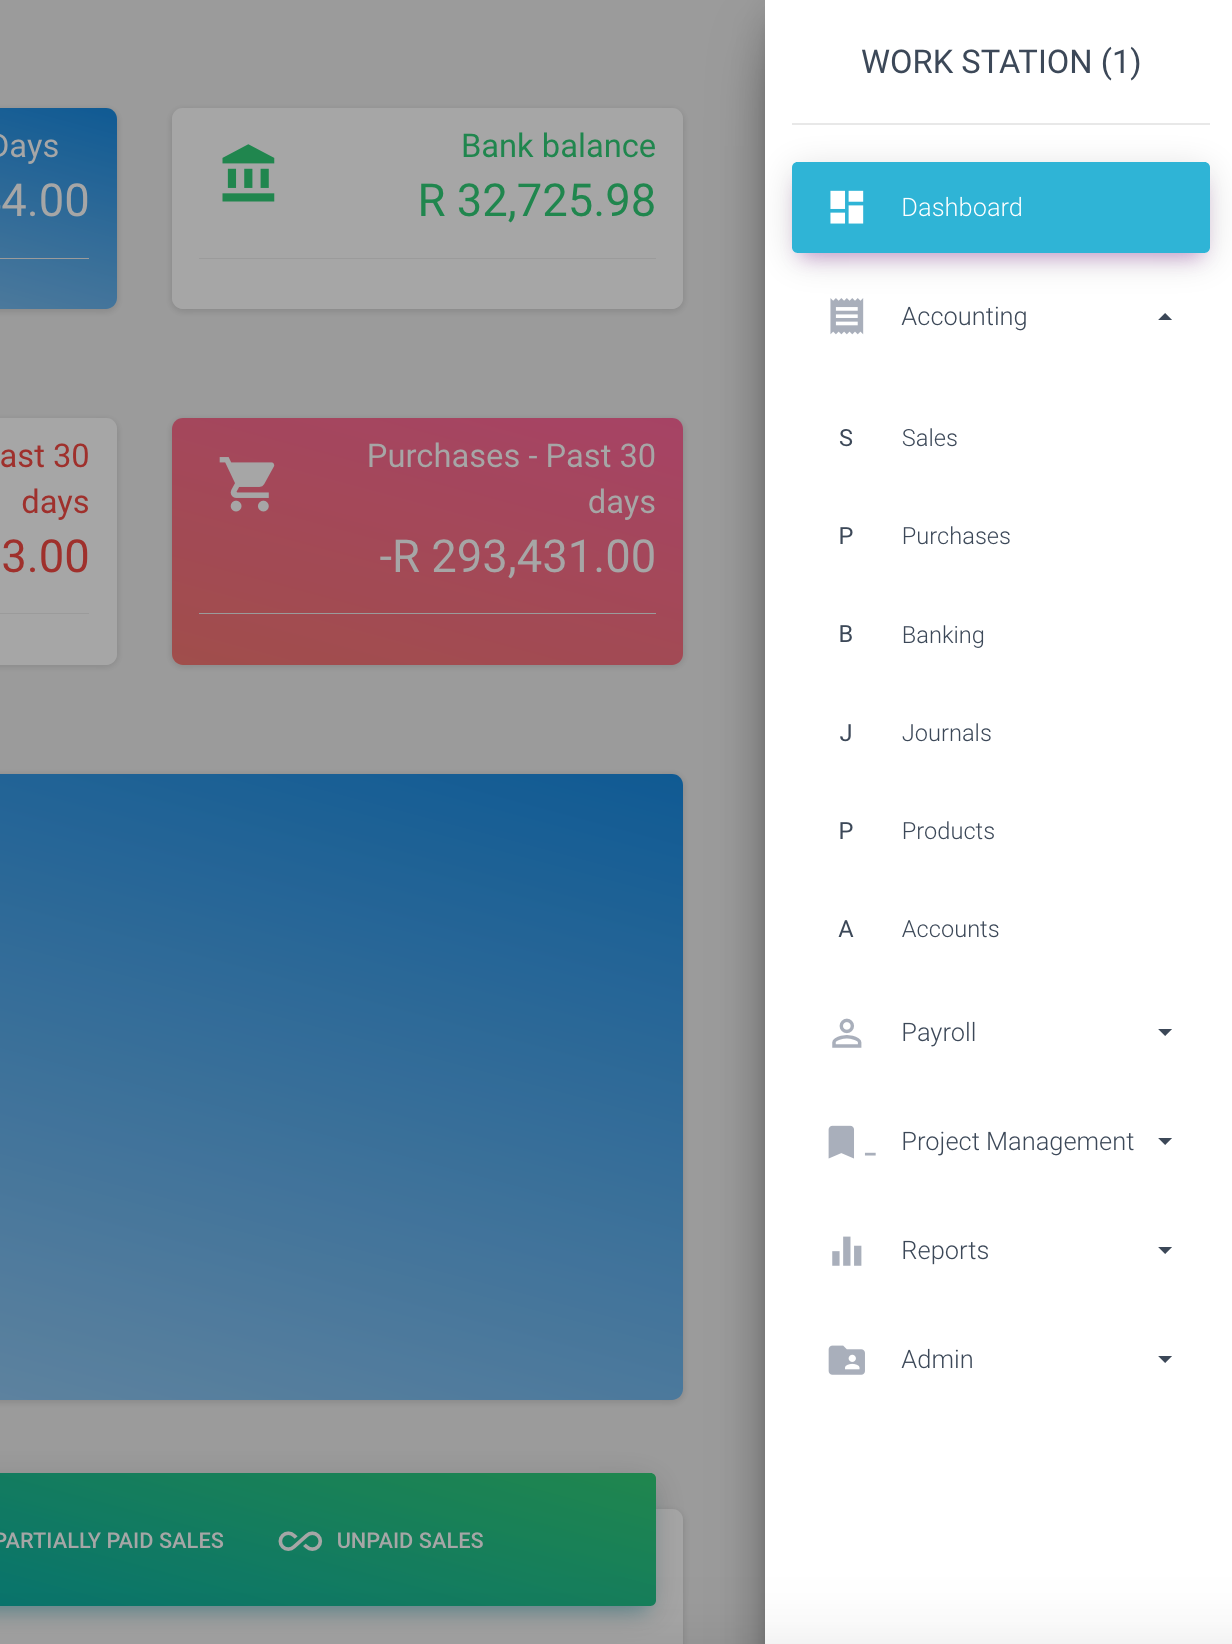 Days
4.00
Bank balance
R 32,725.98
ast 30
days
3.00
Purchases - Past 30
days
-R 293,431.00
PARTIALLY PAID SALES
UNPAID SALES
WORK STATION (1)
Dashboard
Accounting
S Sales
P Purchases
B Banking
J Journals
P Products
A Accounts
Payroll
_ Project Management
Reports
Admin